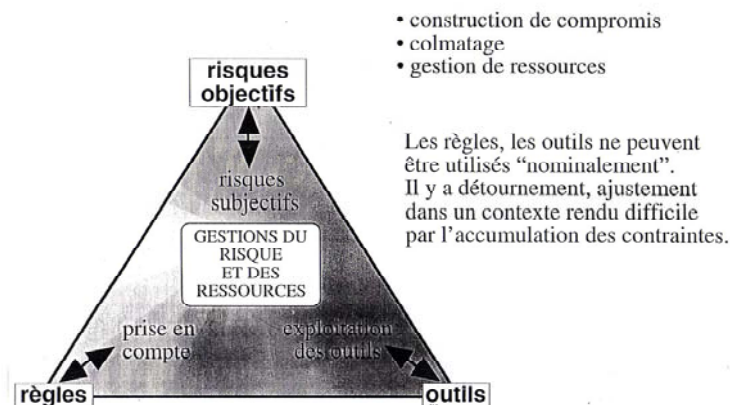 • construction de compromis
• colmatage
• gestion de ressources
risques
objectifs
Les règles, les outils ne peuvent
être utilisés “nominalement”.
Il y a détournement, ajustement
dans un contexte rendu difficile
par l’accumulation des contraintes.
risques
subjectifs
GESTIONS DU
RISQUE
ET DES
RESSOURCES
prise en
compte
exploitation
des outils
règles
outils